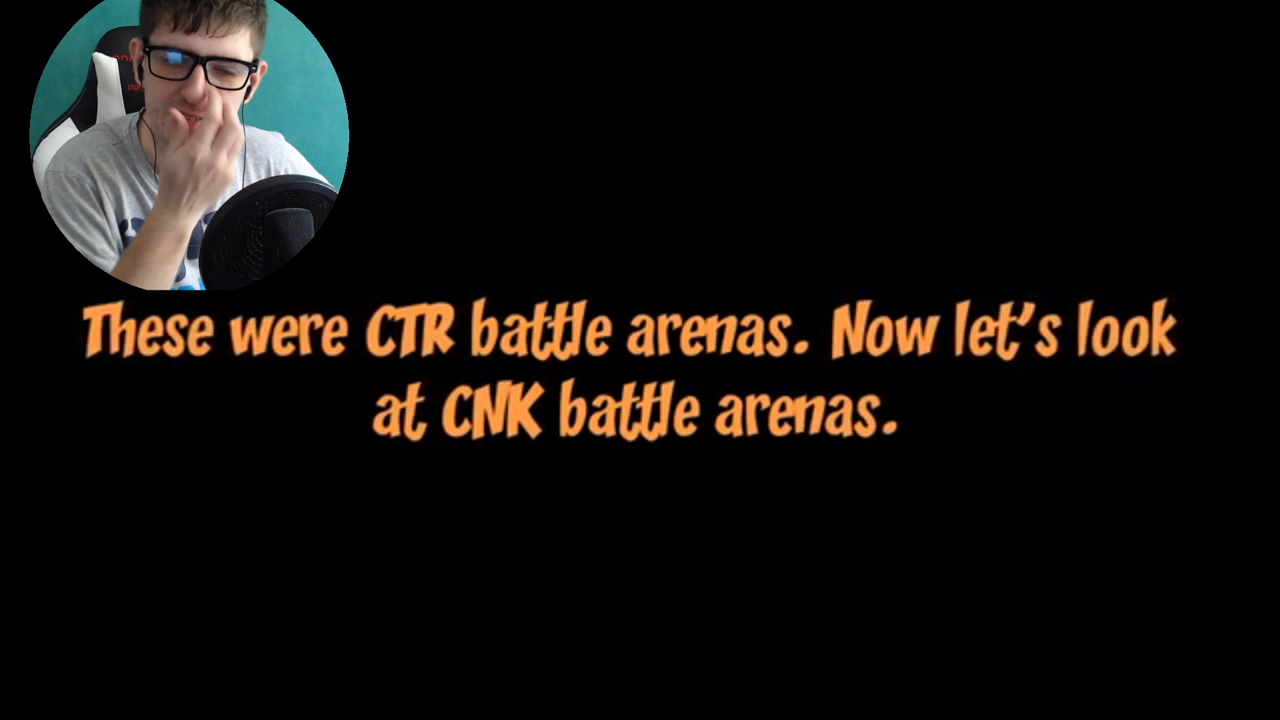 These were CTR battle arenas. Now let's look
at CNK battle arenas.